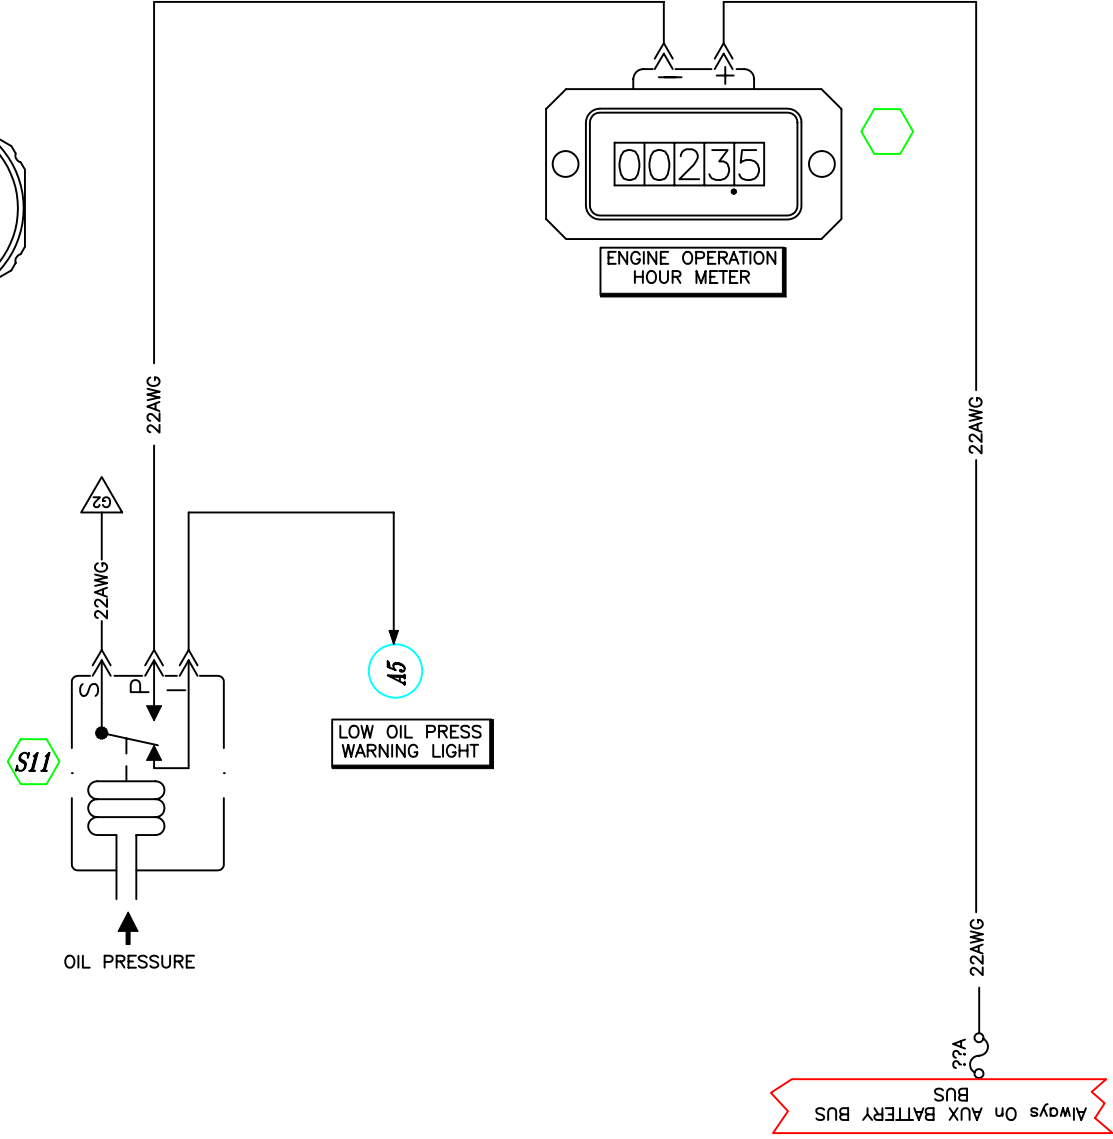 − +
00235
ENGINE OPERATION
HOUR METER
22AWG
22AWG
G2
22AWG
S P I
A5
LOW OIL PRESS
WARNING LIGHT
S11
OIL PRESSURE
22AWG
??A
Always On AUX BATTERY BUS
BUS